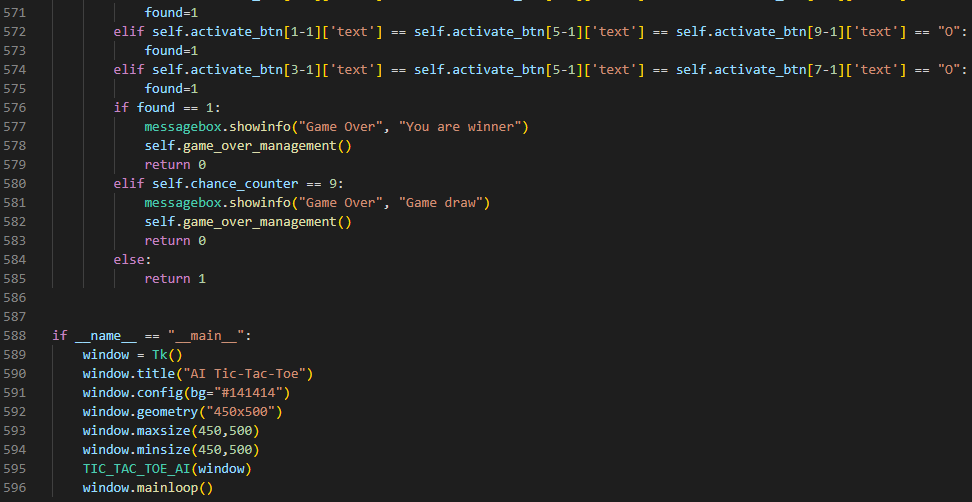 571 found=1
572 elif self.activate_btn[1-1]['text'] == self.activate_btn[5-1]['text'] == self.activate_btn[9-1]['text'] == "O":
573 found=1
574 elif self.activate_btn[3-1]['text'] == self.activate_btn[5-1]['text'] == self.activate_btn[7-1]['text'] == "O":
575 found=1
576 if found == 1:
577 messagebox.showinfo("Game Over", "You are winner")
578 self.game_over_management()
579 return 0
580 elif self.chance_counter == 9:
581 messagebox.showinfo("Game Over", "Game draw")
582 self.game_over_management()
583 return 0
584 else:
585 return 1
586
587
588 if __name__ == "__main__":
589 window = Tk()
590 window.title("AI Tic-Tac-Toe")
591 window.config(bg="#141414")
592 window.geometry("450x500")
593 window.maxsize(450,500)
594 window.minsize(450,500)
595 TIC_TAC_TOE_AI(window)
596 window.mainloop()